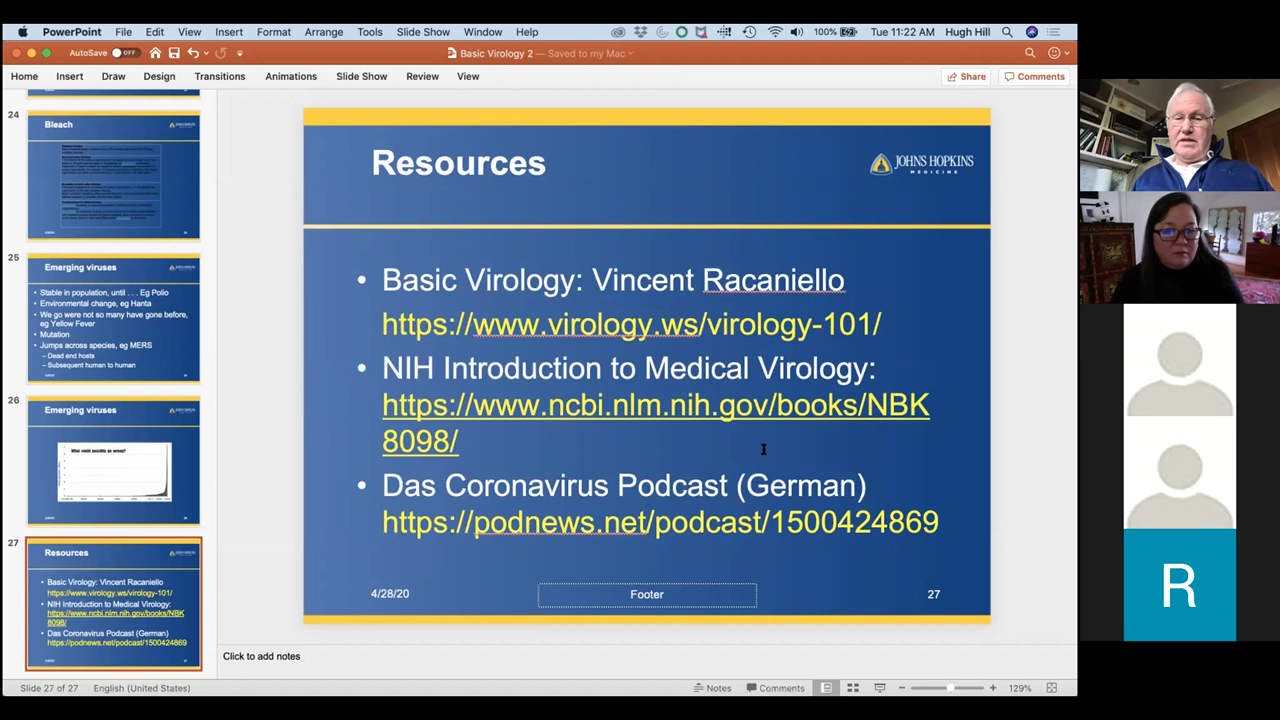 PowerPoint File Edit View Insert Format Arrange Tools Slide Show Window Help 100% Tue 11:22 AM Hugh Hill
AutoSave OFF Basic Virology 2 — Saved to my Mac
Home Insert Draw Design Transitions Animations Slide Show Review View Share Comments
24
Bleach
25
Emerging viruses
• Stable in population, until . . . Eg Polio
• Environmental change, eg Hanta
• We go were not so many have gone before,
eg Yellow Fever
• Mutation
• Jumps across species, eg MERS
– Dead end hosts
– Subsequent human to human
26
Emerging viruses
What could possibly go wrong?
27
Resources
• Basic Virology: Vincent Racaniello
https://www.virology.ws/virology-101/
• NIH Introduction to Medical Virology:
https://www.ncbi.nlm.nih.gov/books/NBK
8098/
• Das Coronavirus Podcast (German)
https://podnews.net/podcast/1500424869
Resources
JOHNS HOPKINS
MEDICINE
• Basic Virology: Vincent Racaniello
https://www.virology.ws/virology-101/
• NIH Introduction to Medical Virology:
https://www.ncbi.nlm.nih.gov/books/NBK
8098/
• Das Coronavirus Podcast (German)
https://podnews.net/podcast/1500424869
4/28/20 Footer 27
Click to add notes
Slide 27 of 27 English (United States) Notes Comments 129%
R